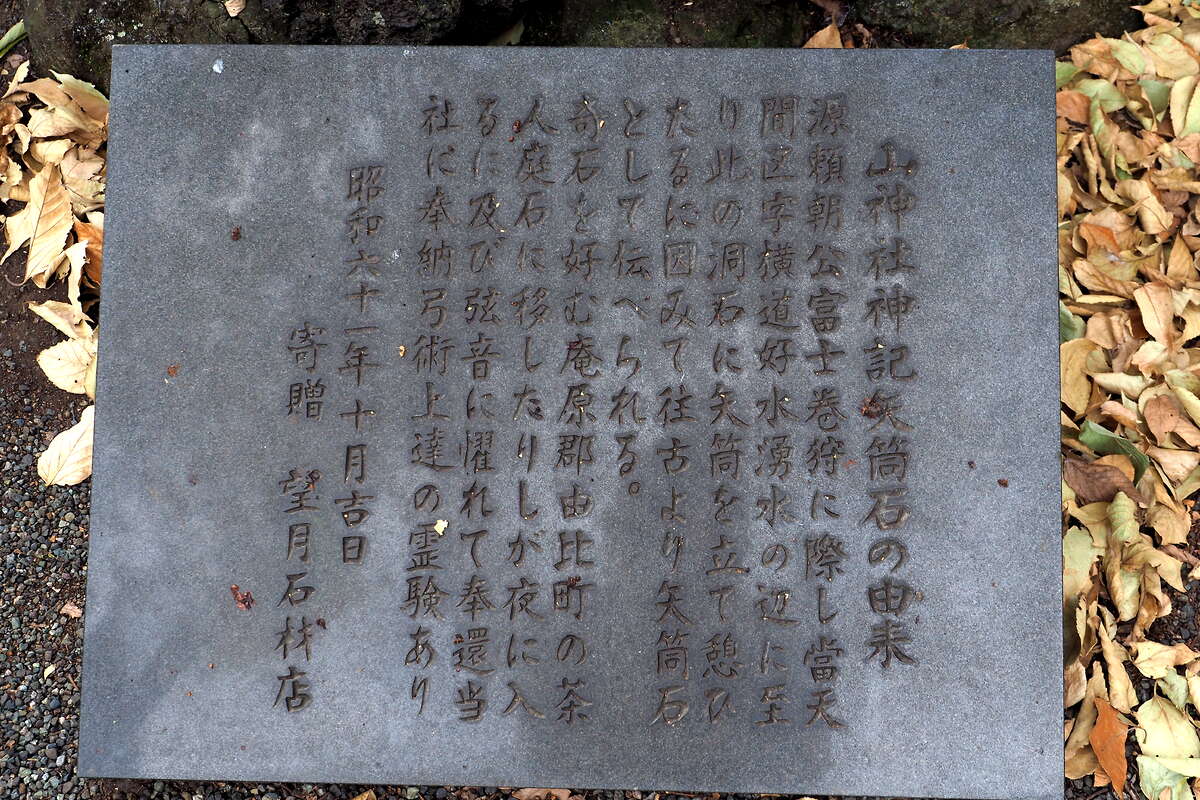 山神社神記矢筒石の由来
源頼朝公富士巻狩に際し當天
間区字横道好水湧水の辺に至
り此の洞石に矢筒を立て憩ひ
たるに因みて往古より矢筒石
として伝へられる。
奇石を好む庵原郡由比町の茶
人庭石に移したりしが夜に入
るに及び弦音に懼れて奉還当
社に奉納弓術上達の霊験あり
昭和六十一年十月吉日
寄贈 望月石材店